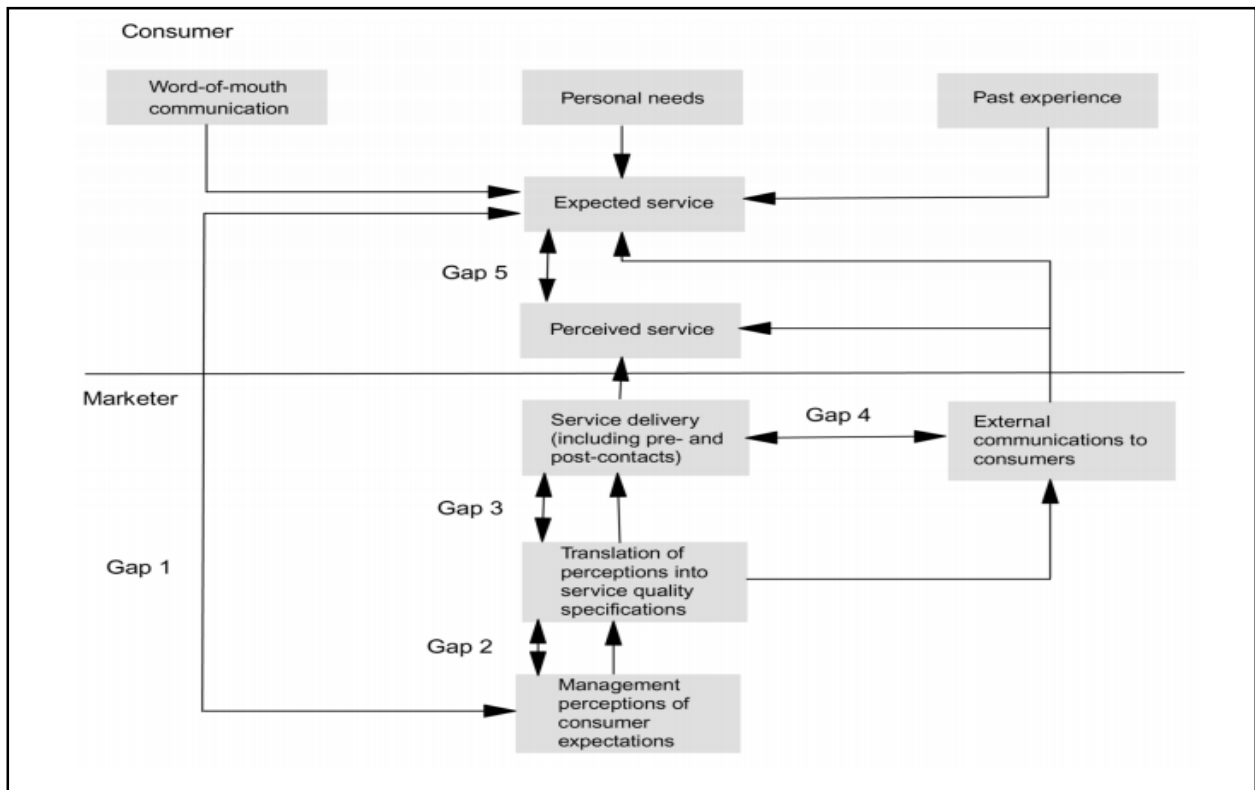 Consumer
Word-of-mouth
communication
Personal needs
Past experience
Expected service
Gap 5
Perceived service
Marketer
Service delivery
(including pre- and
post-contacts)
Gap 4
External
communications to
consumers
Gap 3
Gap 1
Translation of
perceptions into
service quality
specifications
Gap 2
Management
perceptions of
consumer
expectations